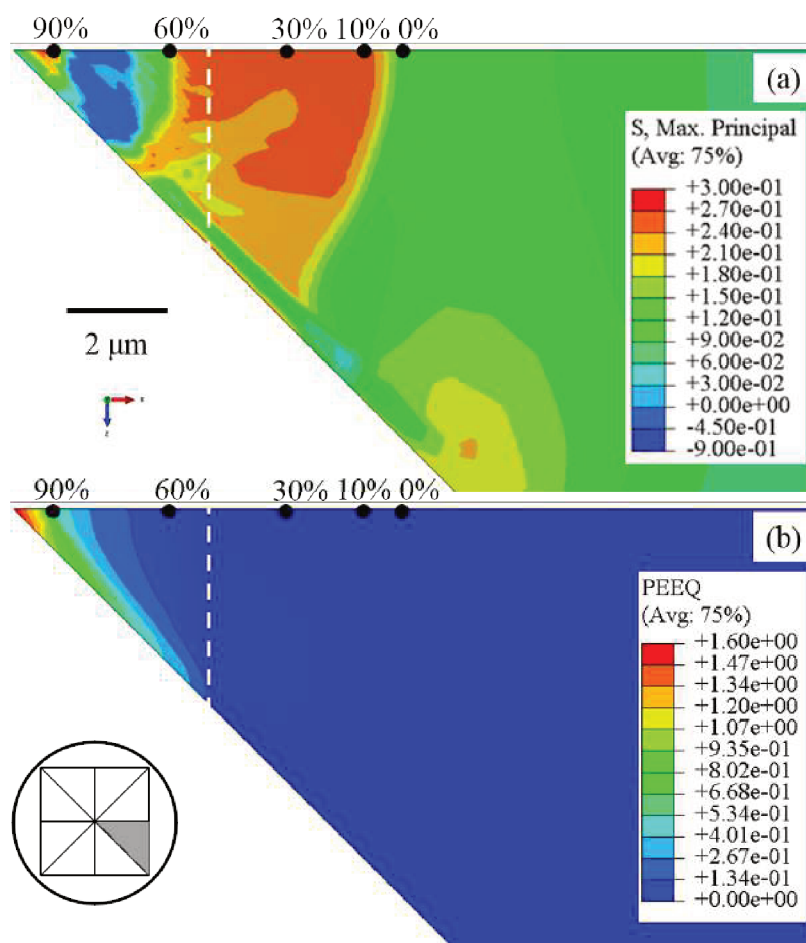 90% 60% 30% 10% 0%
(a)
S, Max. Principal
(Avg: 75%)
+3.00e-01
+2.70e-01
+2.40e-01
+2.10e-01
+1.80e-01
+1.50e-01
+1.20e-01
+9.00e-02
+6.00e-02
+3.00e-02
+0.00e+00
-4.50e-01
-9.00e-01
2 μm
x
z
90% 60% 30% 10% 0%
(b)
PEEQ
(Avg: 75%)
+1.60e+00
+1.47e+00
+1.34e+00
+1.20e+00
+1.07e+00
+9.35e-01
+8.02e-01
+6.68e-01
+5.34e-01
+4.01e-01
+2.67e-01
+1.34e-01
+0.00e+00